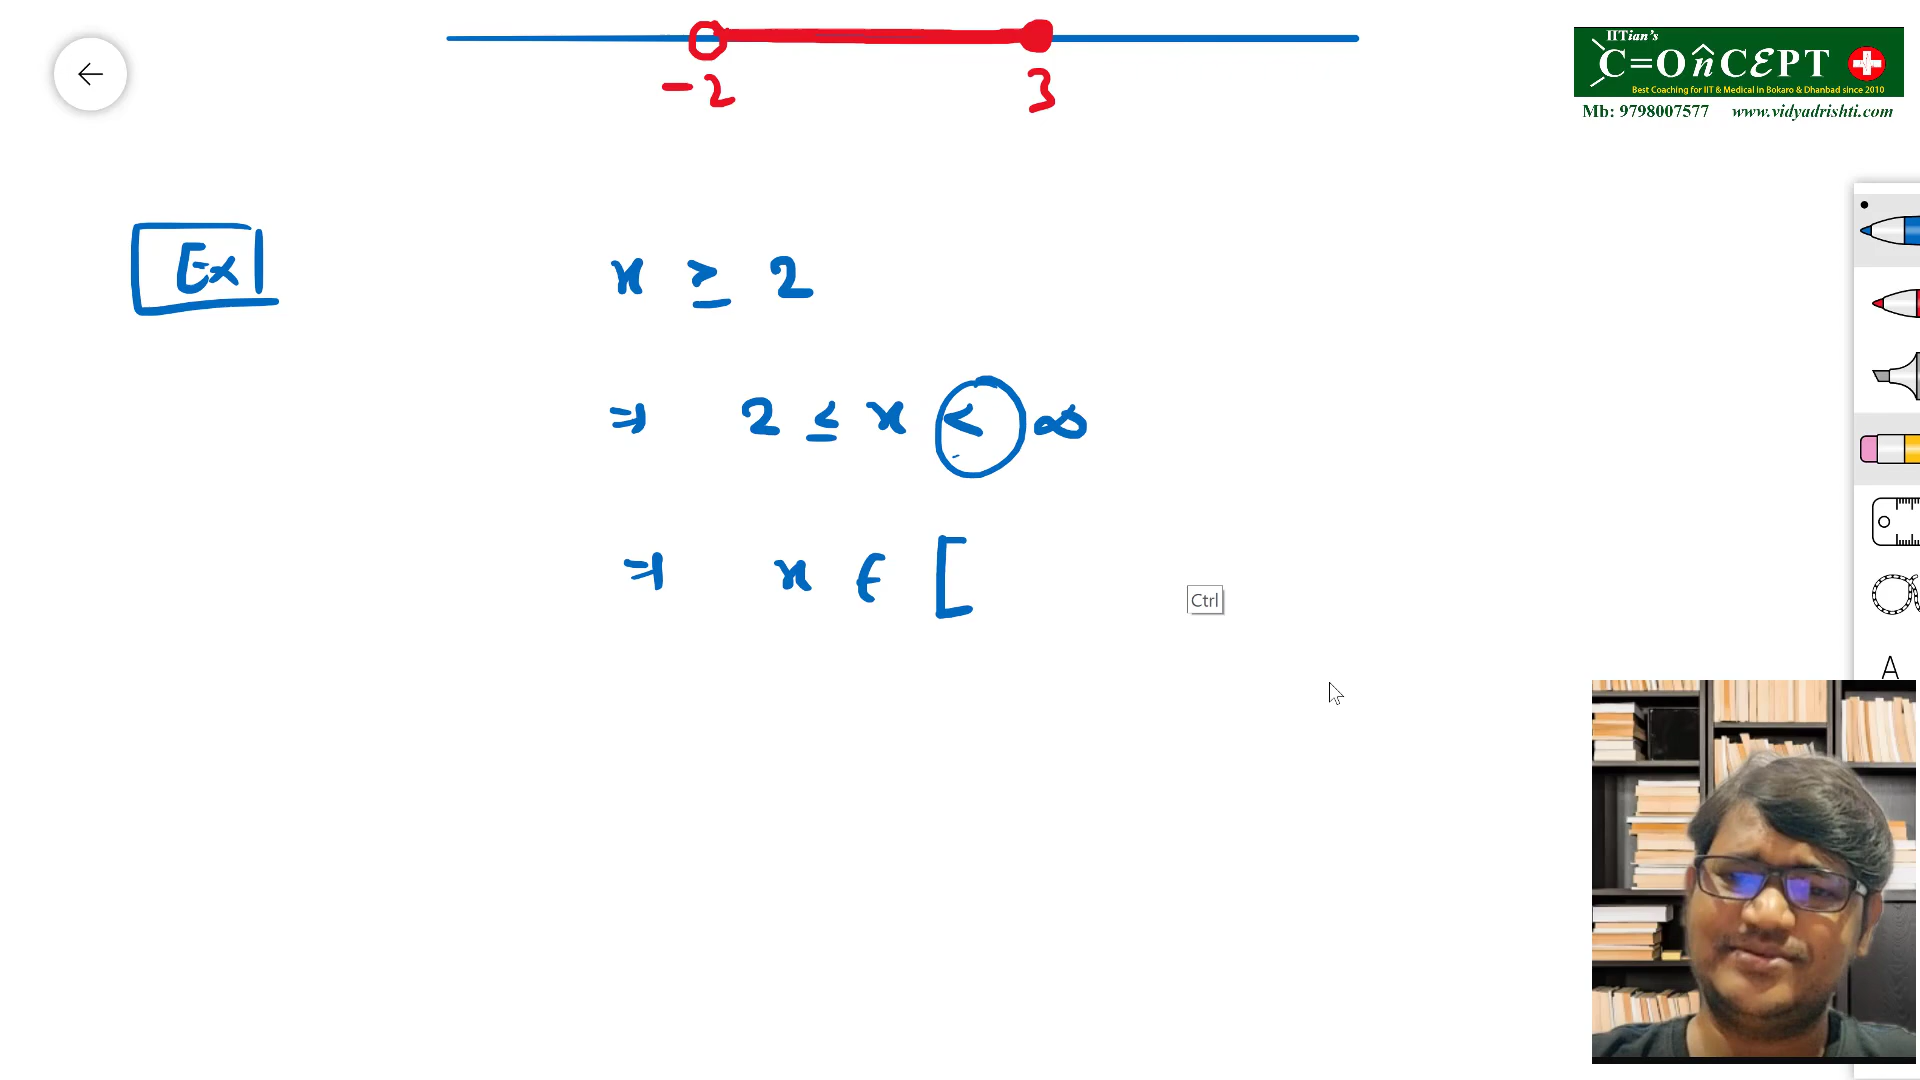 -2 3
IITian's
C=OnCEPT
Best Coaching for IIT & Medical in Bokaro & Dhanbad since 2010
Mb: 9798007577 www.vidyadrishti.com
Ex
x ≥ 2
⇒ 2 ≤ x < ∞
⇒ x ∈ [
Ctrl
A